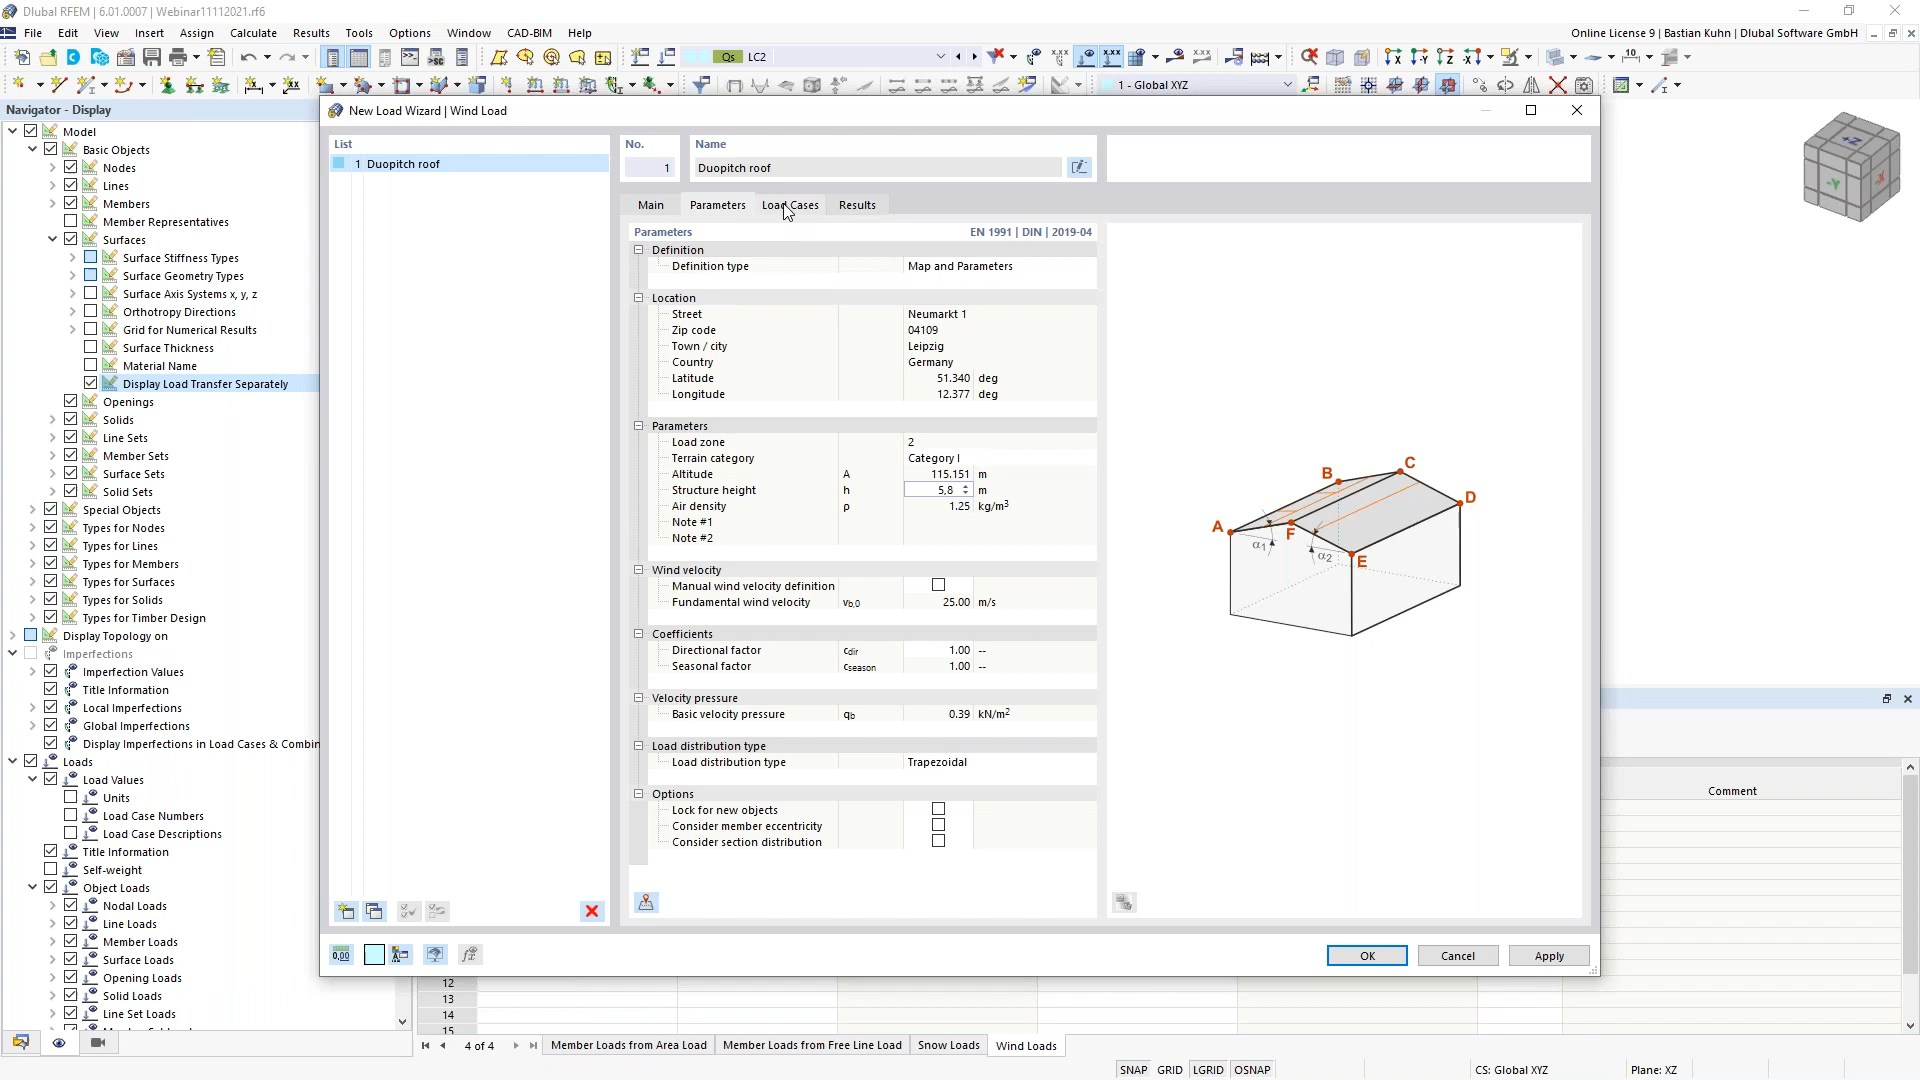 Dlubal RFEM | 6.01.0007 | Webinar11112021.rf6
File Edit View Insert Assign Calculate Results Tools Options Window CAD-BIM Help
Online License 9 | Bastian Kuhn | Dlubal Software GmbH
Qs LC2
1 - Global XYZ
Navigator - Display
Model
Basic Objects
Nodes
Lines
Members
Member Representatives
Surfaces
Surface Stiffness Types
Surface Geometry Types
Surface Axis Systems x, y, z
Orthotropy Directions
Grid for Numerical Results
Surface Thickness
Material Name
Display Load Transfer Separately
Openings
Solids
Line Sets
Member Sets
Surface Sets
Solid Sets
Special Objects
Types for Nodes
Types for Lines
Types for Members
Types for Surfaces
Types for Solids
Types for Timber Design
Display Topology on
Imperfections
Imperfection Values
Title Information
Local Imperfections
Global Imperfections
Display Imperfections in Load Cases & Combin
Loads
Load Values
Units
Load Case Numbers
Load Case Descriptions
Title Information
Self-weight
Object Loads
Nodal Loads
Line Loads
Member Loads
Surface Loads
Opening Loads
Solid Loads
Line Set Loads
New Load Wizard | Wind Load
List
1 Duopitch roof
No.
1
Name
Duopitch roof
Main Parameters Load Cases Results
Parameters EN 1991 | DIN | 2019-04
Definition
Definition type Map and Parameters
Location
Street Neumarkt 1
Zip code 04109
Town / city Leipzig
Country Germany
Latitude 51.340 deg
Longitude 12.377 deg
Parameters
Load zone 2
Terrain category Category I
Altitude A 115.151 m
Structure height h 5,8 m
Air density ρ 1.25 kg/m3
Note #1
Note #2
Wind velocity
Manual wind velocity definition
Fundamental wind velocity vb,0 25.00 m/s
Coefficients
Directional factor cdir 1.00 --
Seasonal factor cseason 1.00 --
Velocity pressure
Basic velocity pressure qb 0.39 kN/m2
Load distribution type
Load distribution type Trapezoidal
Options
Lock for new objects
Consider member eccentricity
Consider section distribution
A B C D E F α1 α2
+Z -Y -X
OK Cancel Apply
Comment
12
13
14
15
4 of 4 Member Loads from Area Load Member Loads from Free Line Load Snow Loads Wind Loads
SNAP GRID LGRID OSNAP CS: Global XYZ Plane: XZ